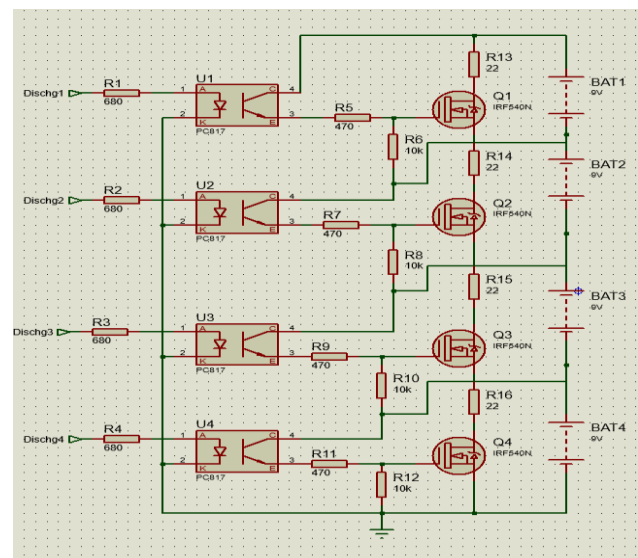 R13
22
U1
Dischg1
R1
680
1
A
C
4
2
K
E
3
PC817
R5
470
Q1
IRF540N
BAT1
9V
R6
10k
R14
22
BAT2
9V
U2
Dischg2
R2
680
1
A
C
4
2
K
E
3
PC817
R7
470
Q2
IRF540N
R8
10k
R15
22
BAT3
9V
U3
Dischg3
R3
680
1
A
C
4
2
K
E
3
PC817
R9
470
Q3
IRF540N
R10
10k
R16
22
BAT4
9V
U4
Dischg4
R4
680
1
A
C
4
2
K
E
3
PC817
R11
470
Q4
IRF540N
R12
10k